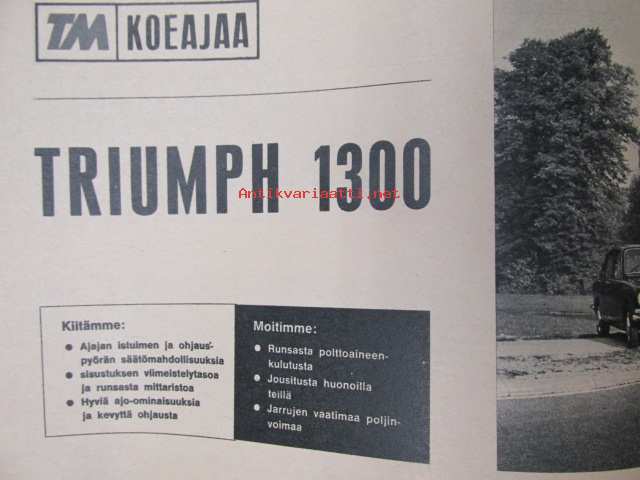 TM KOEAJAA
TRIUMPH 1300
Antikvariaatti.net
Kiitämme:
● Ajajan istuimen ja ohjaus-
pyörän säätömahdollisuuksia
● sisustuksen viimeistelytasoa
ja runsasta mittaristoa
● Hyviä ajo-ominaisuuksia
ja kevyttä ohjausta
Moitimme:
● Runsasta polttoaineen-
kulutusta
● Jousitusta huonoilla
teillä
● Jarrujen vaatimaa poljin-
voimaa